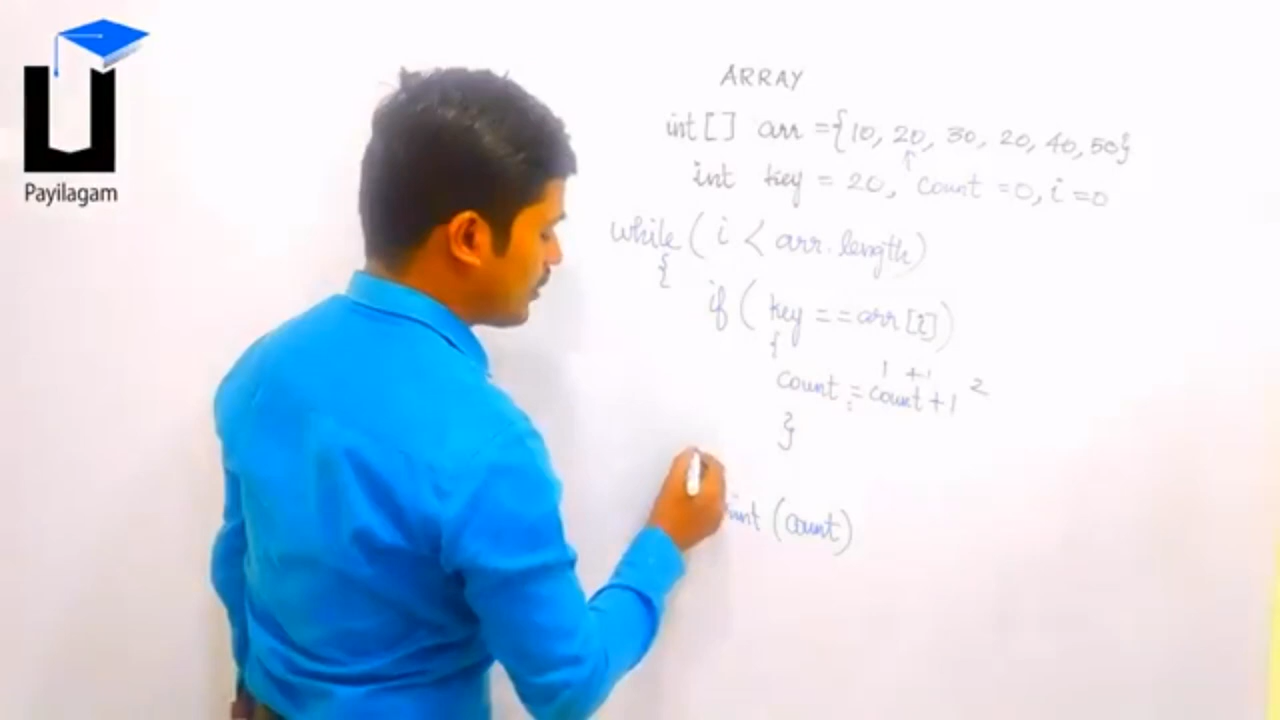 Payilagam
ARRAY
int[] arr = {10, 20, 30, 20, 40, 50}
int key = 20, count = 0, i = 0
while ( i < arr.length)
{
if ( key == arr [i])
{
1 +1
count = count + 1 2
}
(count)